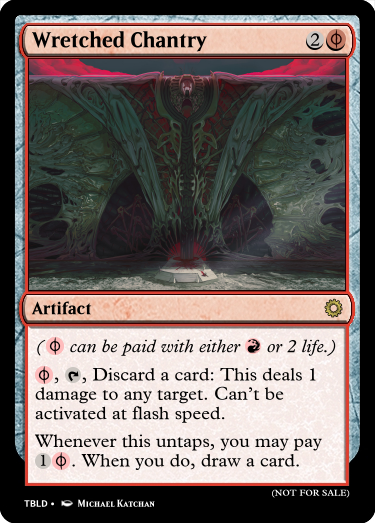 Wretched Chantry 2
Artifact
( can be paid with either or 2 life.)
, , Discard a card: This deals 1
damage to any target. Can't be
activated at flash speed.
Whenever this untaps, you may pay
1 . When you do, draw a card.
(NOT FOR SALE)
TBLD • Michael Katchan